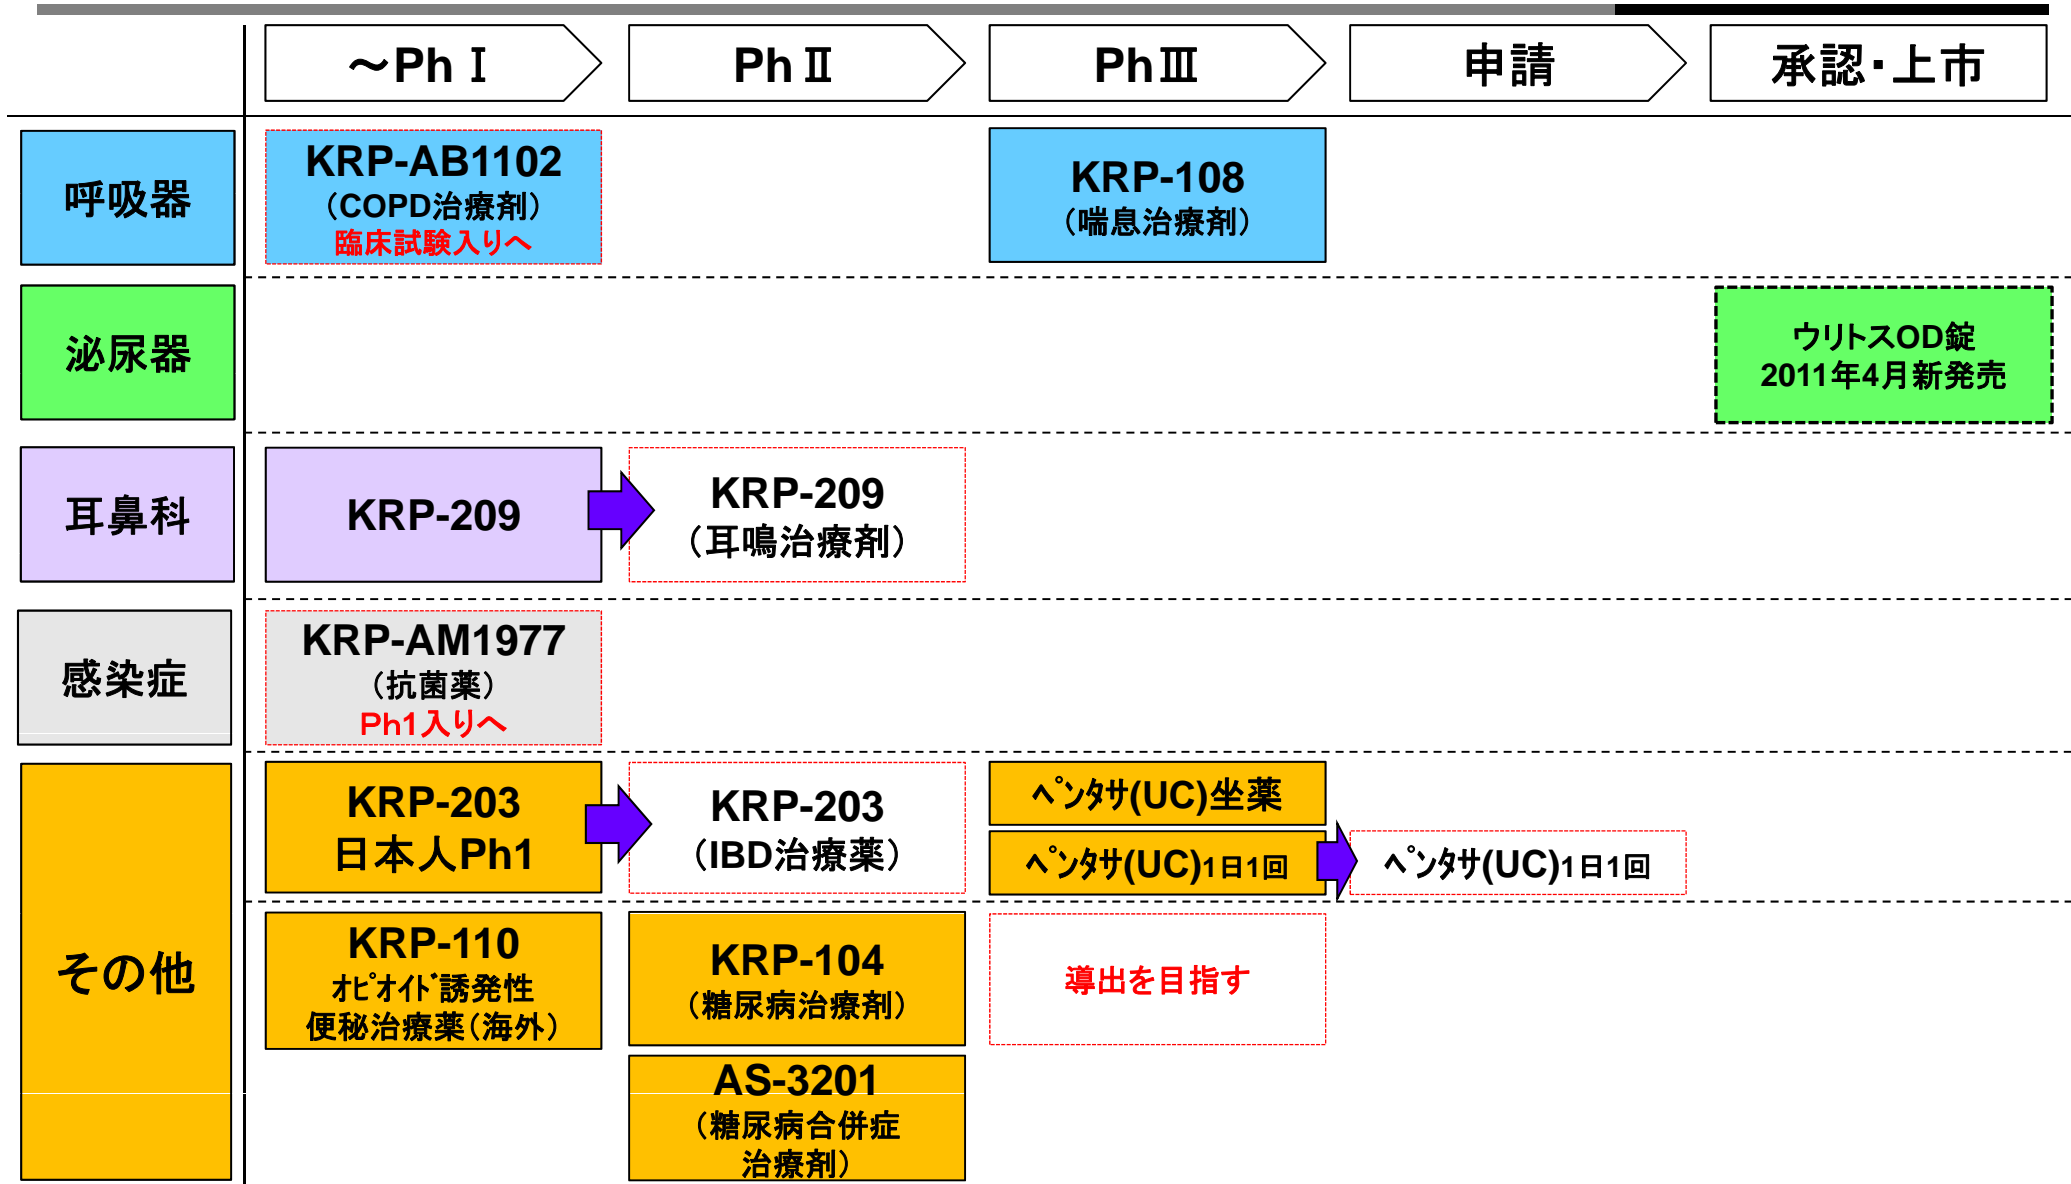 ～Ph Ⅰ
Ph Ⅱ
PhⅢ
申請
承認・上市
呼吸器
KRP-AB1102
（COPD治療剤）
臨床試験入りへ
KRP-108
（喘息治療剤）
泌尿器
ウリトスOD錠
2011年4月新発売
耳鼻科
KRP-209
KRP-209
（耳鳴治療剤）
感染症
KRP-AM1977
（抗菌薬）
Ph1入りへ
その他
KRP-203
日本人Ph1
KRP-203
（IBD治療薬）
ﾍﾟﾝﾀｻ(UC)坐薬
ﾍﾟﾝﾀｻ(UC)1日1回
ﾍﾟﾝﾀｻ(UC)1日1回
KRP-110
ｵﾋﾟｵｲﾄﾞ誘発性
便秘治療薬（海外）
KRP-104
（糖尿病治療剤）
導出を目指す
AS-3201
（糖尿病合併症
治療剤）